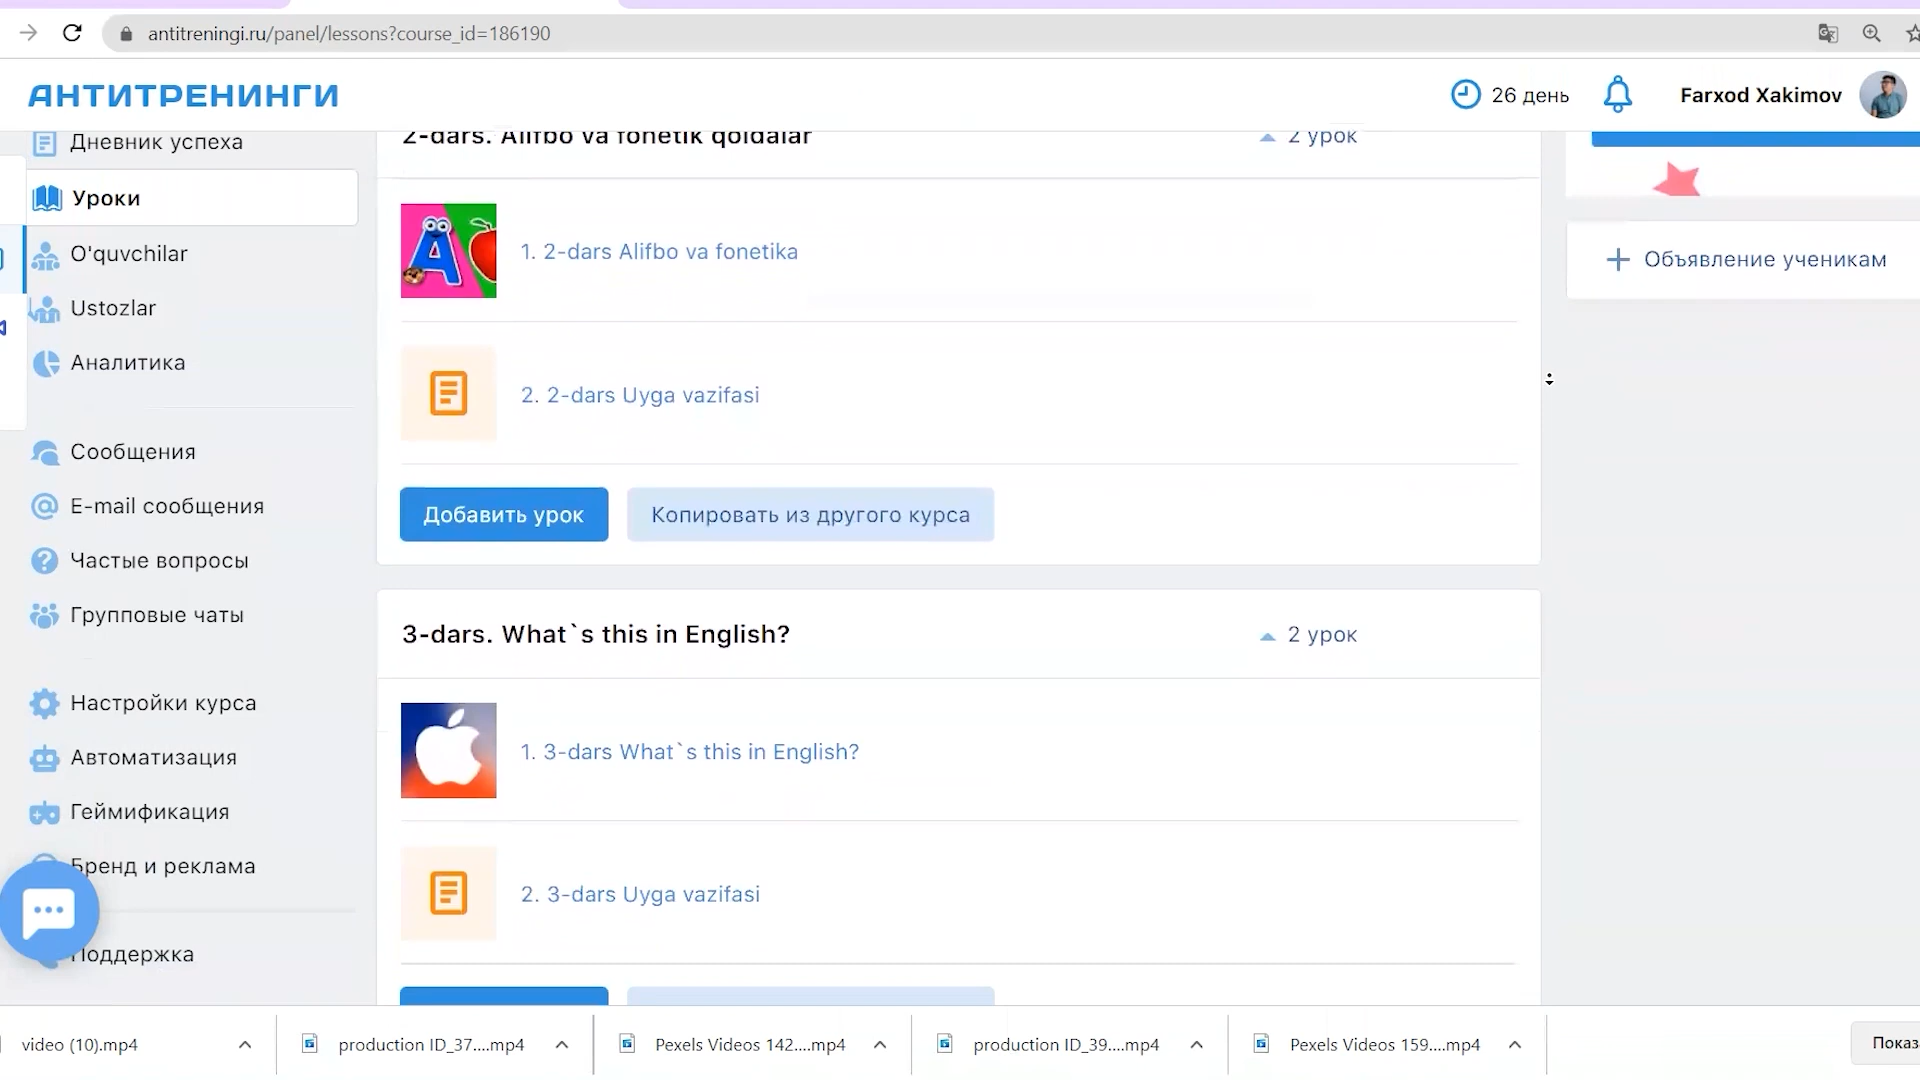 antitreningi.ru/panel/lessons?course_id=186190
АНТИТРЕНИНГИ
26 день
Farxod Xakimov
Дневник успеха
Уроки
O'quvchilar
Ustozlar
Аналитика
Сообщения
E-mail сообщения
Частые вопросы
Групповые чаты
Настройки курса
Автоматизация
Геймификация
Бренд и реклама
Поддержка
2-dars. Alifbo va fonetik qoidalar
2 урок
1. 2-dars Alifbo va fonetika
2. 2-dars Uyga vazifasi
Добавить урок
Копировать из другого курса
3-dars. What`s this in English?
2 урок
1. 3-dars What`s this in English?
2. 3-dars Uyga vazifasi
+ Объявление ученикам
video (10).mp4
production ID_37....mp4
Pexels Videos 142....mp4
production ID_39....mp4
Pexels Videos 159....mp4